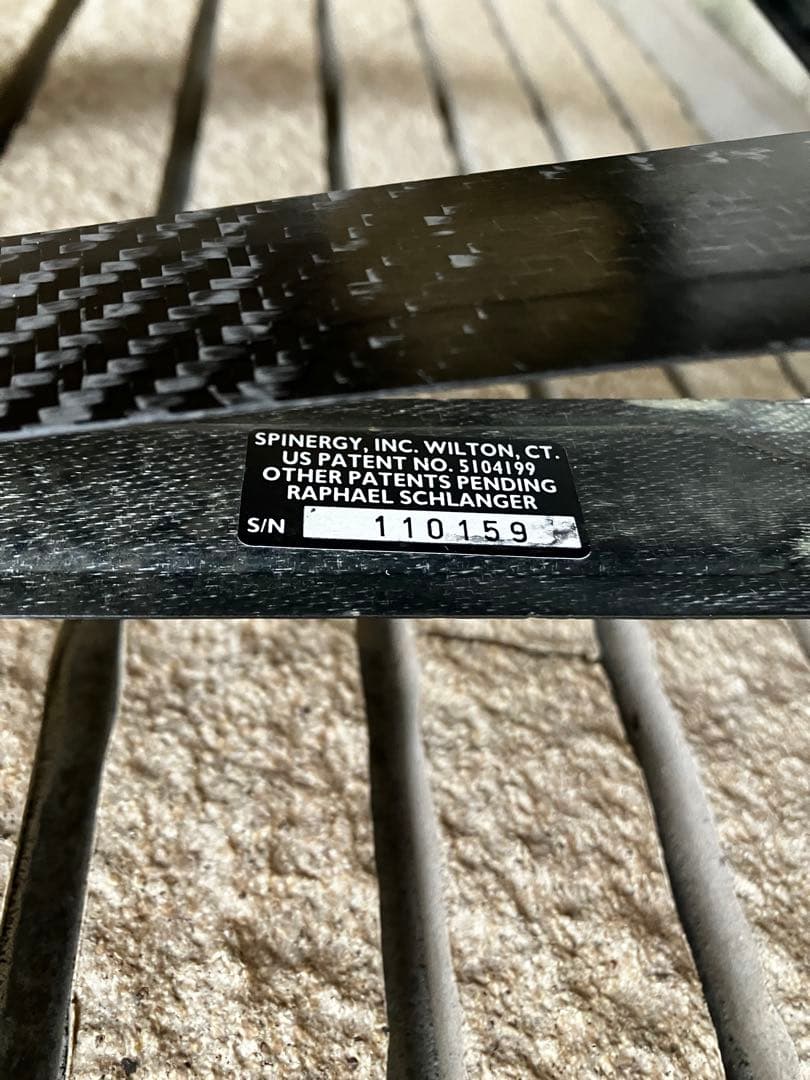 SPINERGY, INC. WILTON, CT.
US PATENT NO. 5104199
OTHER PATENTS PENDING
RAPHAEL SCHLANGER
S/N 110159